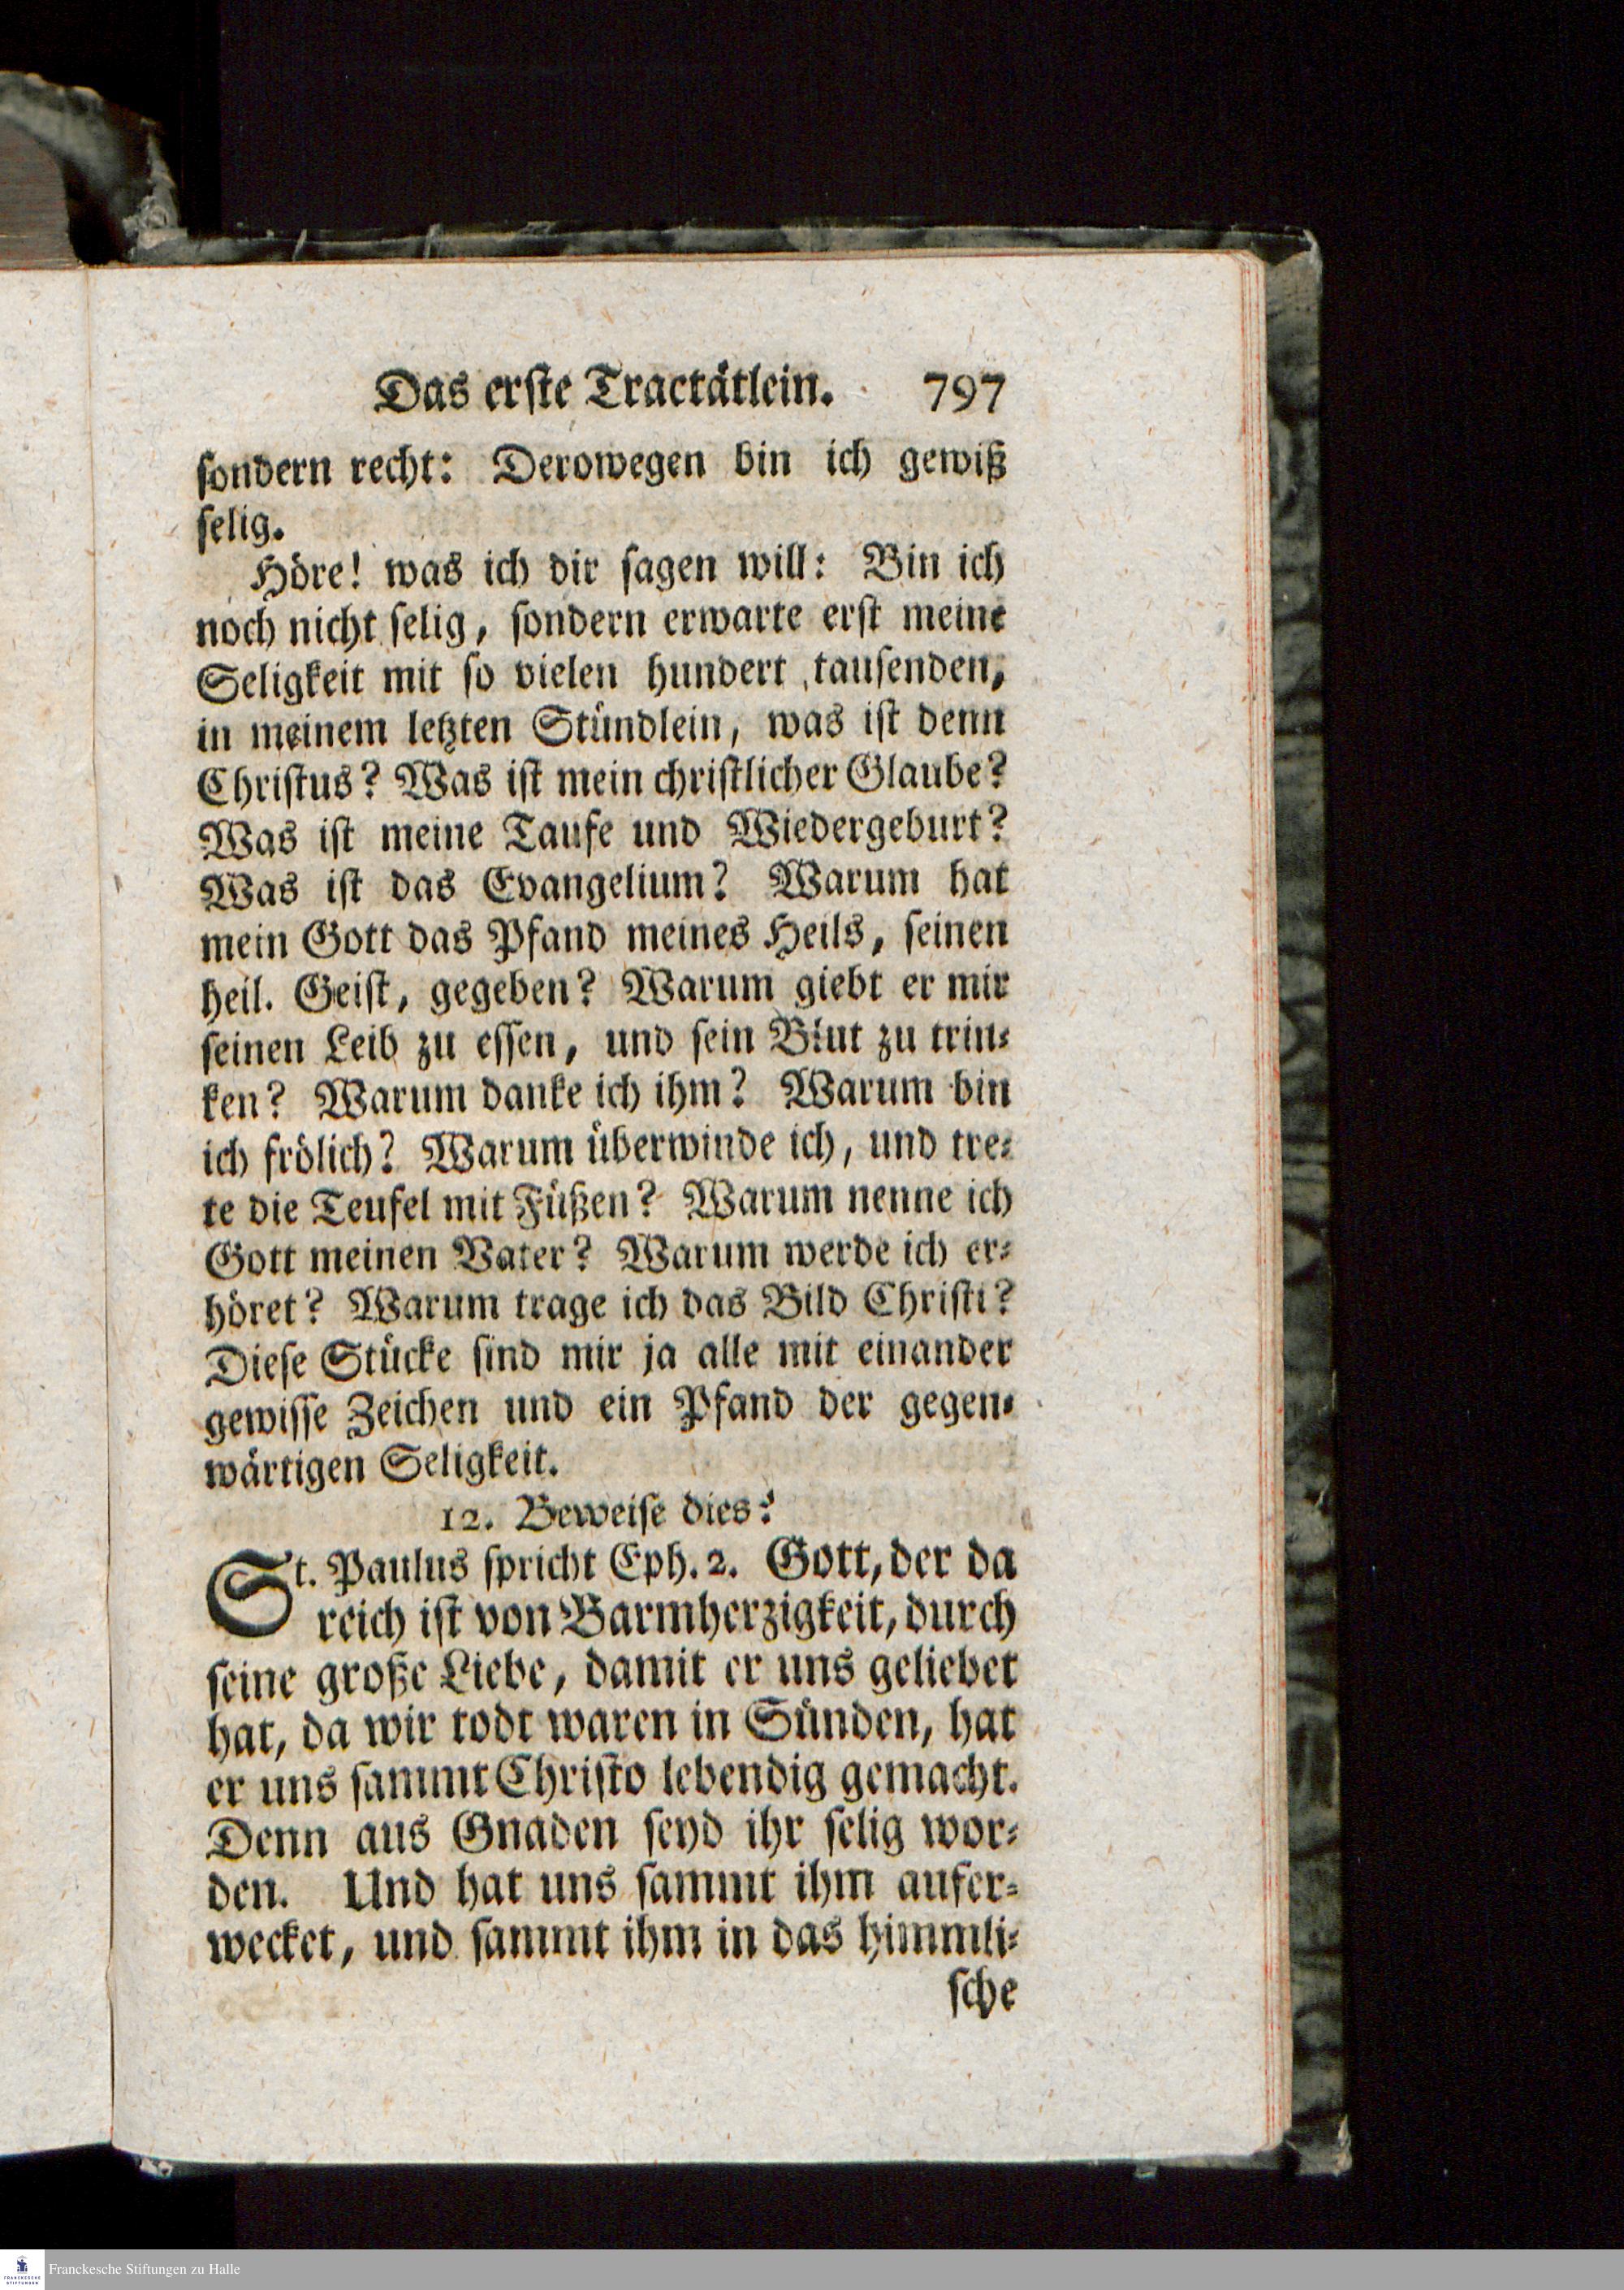 Das erste Tractätlein. 797
sondern recht: Derowegen bin ich gewiß
selig.
Höre! was ich dir sagen will: Bin ich
noch nicht selig, sondern erwarte erst meine
Seligkeit mit so vielen hundert tausenden,
in meinem letzten Stündlein, was ist denn
Christus? Was ist mein christlicher Glaube?
Was ist meine Taufe und Wiedergeburt?
Was ist das Evangelium? Warum hat
mein Gott das Pfand meines Heils, seinen
heil. Geist, gegeben? Warum giebt er mir
seinen Leib zu essen, und sein Blut zu trin-
ken? Warum danke ich ihm? Warum bin
ich frölich? Warum überwinde ich, und tre-
te die Teufel mit Füßen? Warum nenne ich
Gott meinen Vater? Warum werde ich er-
höret? Warum trage ich das Bild Christi?
Diese Stücke sind mir ja alle mit einander
gewisse Zeichen und ein Pfand der gegen-
wärtigen Seligkeit.
12. Beweise dies?
St. Paulus spricht Eph. 2. Gott, der da
reich ist von Barmherzigkeit, durch
seine große Liebe, damit er uns geliebet
hat, da wir todt waren in Sünden, hat
er uns sammt Christo lebendig gemacht.
Denn aus Gnaden seyd ihr selig wor-
den. Und hat uns sammt ihm aufer-
wecket, und sammt ihm in das himmli-
sche
FRANCKESCHE
STIFTUNGEN
Franckesche Stiftungen zu Halle